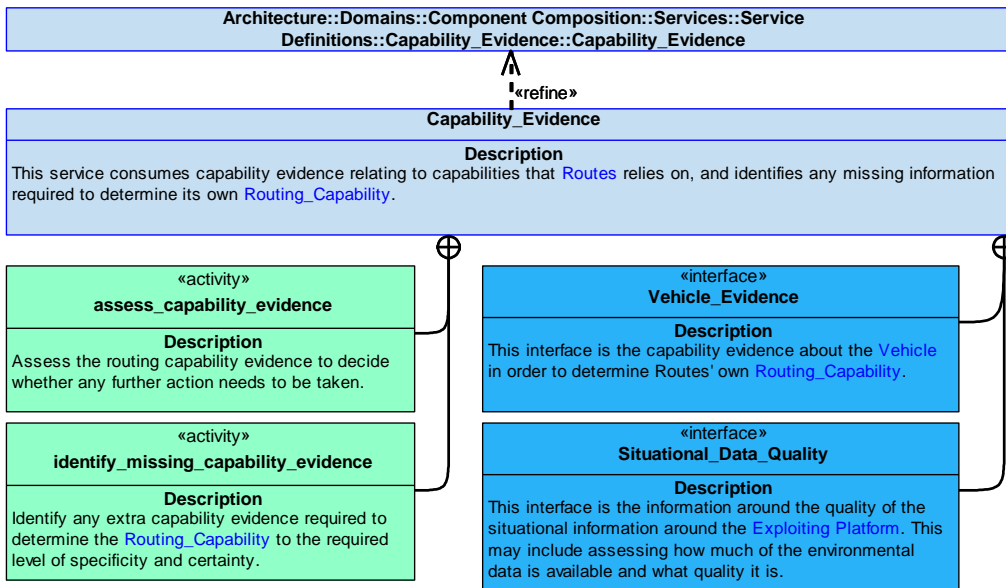 Architecture::Domains::Component Composition::Services::Service
Definitions::Capability_Evidence::Capability_Evidence
«refine»
Capability_Evidence
Description
This service consumes capability evidence relating to capabilities that Routes relies on, and identifies any missing information
required to determine its own Routing_Capability.
«activity»
assess_capability_evidence
Description
Assess the routing capability evidence to decide
whether any further action needs to be taken.
«interface»
Vehicle_Evidence
Description
This interface is the capability evidence about the Vehicle
in order to determine Routes' own Routing_Capability.
«activity»
identify_missing_capability_evidence
Description
Identify any extra capability evidence required to
determine the Routing_Capability to the required
level of specificity and certainty.
«interface»
Situational_Data_Quality
Description
This interface is the information around the quality of the
situational information around the Exploiting Platform. This
may include assessing how much of the environmental
data is available and what quality it is.